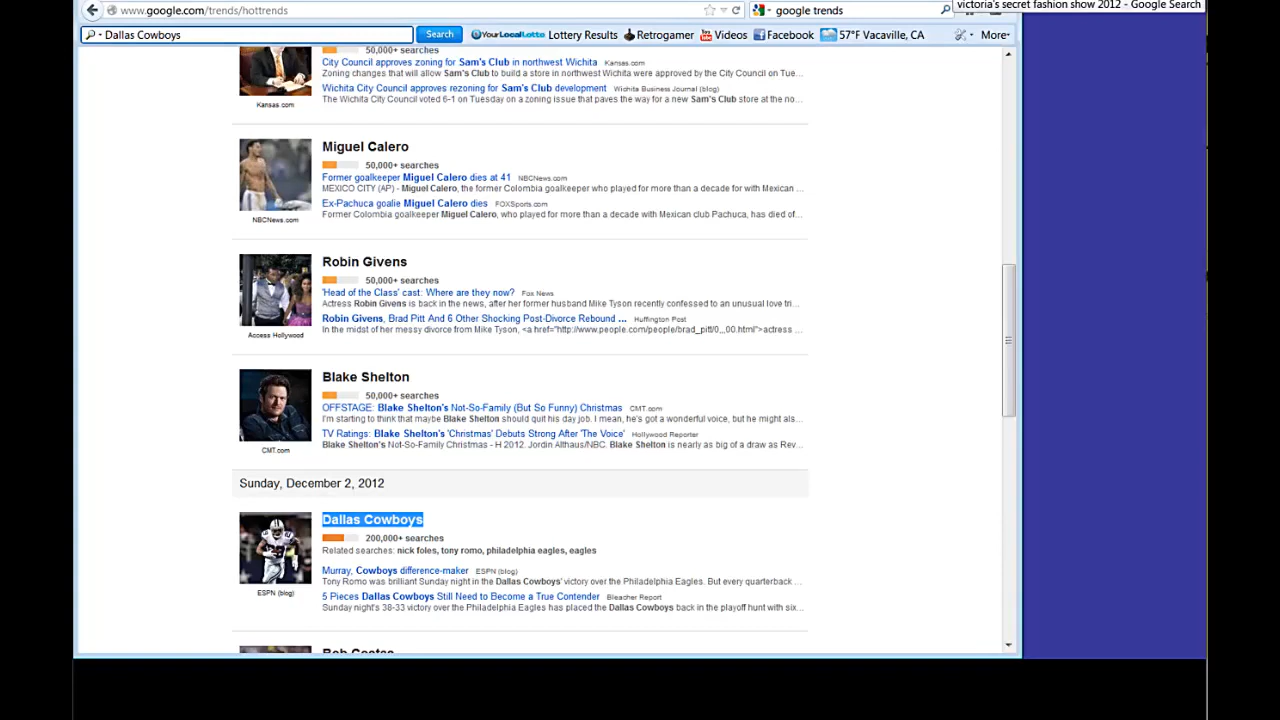 victoria's secret fashion show 2012 - Google Search
www.google.com/trends/hottrends
google trends
Dallas Cowboys
Search
YourLocalLotto Lottery Results Retrogamer Videos Facebook 57°F Vacaville, CA More
50,000+ searches
City Council approves zoning for Sam's Club in northwest Wichita Kansas.com
Zoning changes that will allow Sam's Club to build a store in northwest Wichita were approved by the City Council on Tue...
Wichita City Council approves rezoning for Sam's Club development Wichita Business Journal (blog)
The Wichita City Council voted 6-1 on Tuesday on a zoning issue that paves the way for a new Sam's Club store at the no...
Kansas.com
Miguel Calero
50,000+ searches
Former goalkeeper Miguel Calero dies at 41 NBCNews.com
MEXICO CITY (AP) - Miguel Calero, the former Colombia goalkeeper who played for more than a decade for with Mexican ...
Ex-Pachuca goalie Miguel Calero dies FOXSports.com
Former Colombia goalkeeper Miguel Calero, who played for more than a decade with Mexican club Pachuca, has died of...
NBCNews.com
Robin Givens
50,000+ searches
'Head of the Class' cast: Where are they now? Fox News
Actress Robin Givens is back in the news, after her former husband Mike Tyson recently confessed to an unusual love tri...
Robin Givens, Brad Pitt And 6 Other Shocking Post-Divorce Rebound ... Huffington Post
In the midst of her messy divorce from Mike Tyson, <a href="http://www.people.com/people/brad_pitt/0,,,00.html">actress ...
Access Hollywood
Blake Shelton
50,000+ searches
OFFSTAGE: Blake Shelton's Not-So-Family (But So Funny) Christmas CMT.com
I'm starting to think that maybe Blake Shelton should quit his day job. I mean, he's got a wonderful voice, but he might als...
TV Ratings: Blake Shelton's 'Christmas' Debuts Strong After 'The Voice' Hollywood Reporter
Blake Shelton's Not-So-Family Christmas - H 2012. Jordin Althaus/NBC. Blake Shelton is nearly as big of a draw as Rev...
CMT.com
Sunday, December 2, 2012
Dallas Cowboys
200,000+ searches
Related searches: nick foles, tony romo, philadelphia eagles, eagles
Murray, Cowboys difference-maker ESPN (blog)
Tony Romo was brilliant Sunday night in the Dallas Cowboys' victory over the Philadelphia Eagles. But every quarterback ...
ESPN (blog)
5 Pieces Dallas Cowboys Still Need to Become a True Contender Bleacher Report
Sunday night's 38-33 victory over the Philadelphia Eagles has placed the Dallas Cowboys back in the playoff hunt with six...